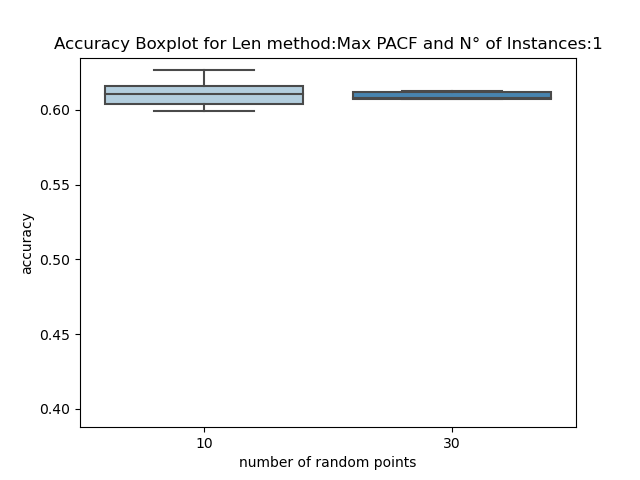 Accuracy Boxplot for Len method:Max PACF and N° of Instances:1
0.60
0.55
0.50
0.45
0.40
accuracy
10
30
number of random points